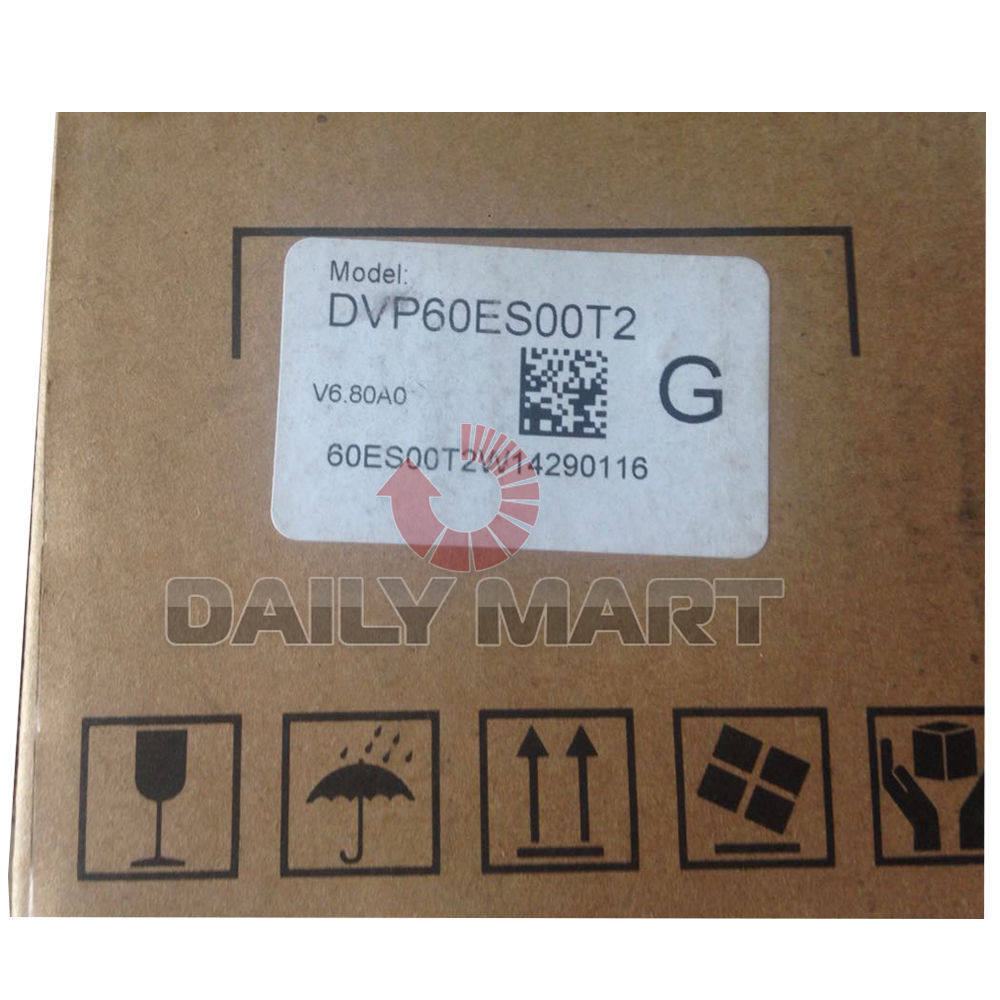 Model:
DVP60ES00T2
V6.80A0
G
60ES00T2W14290116
DAILY MART